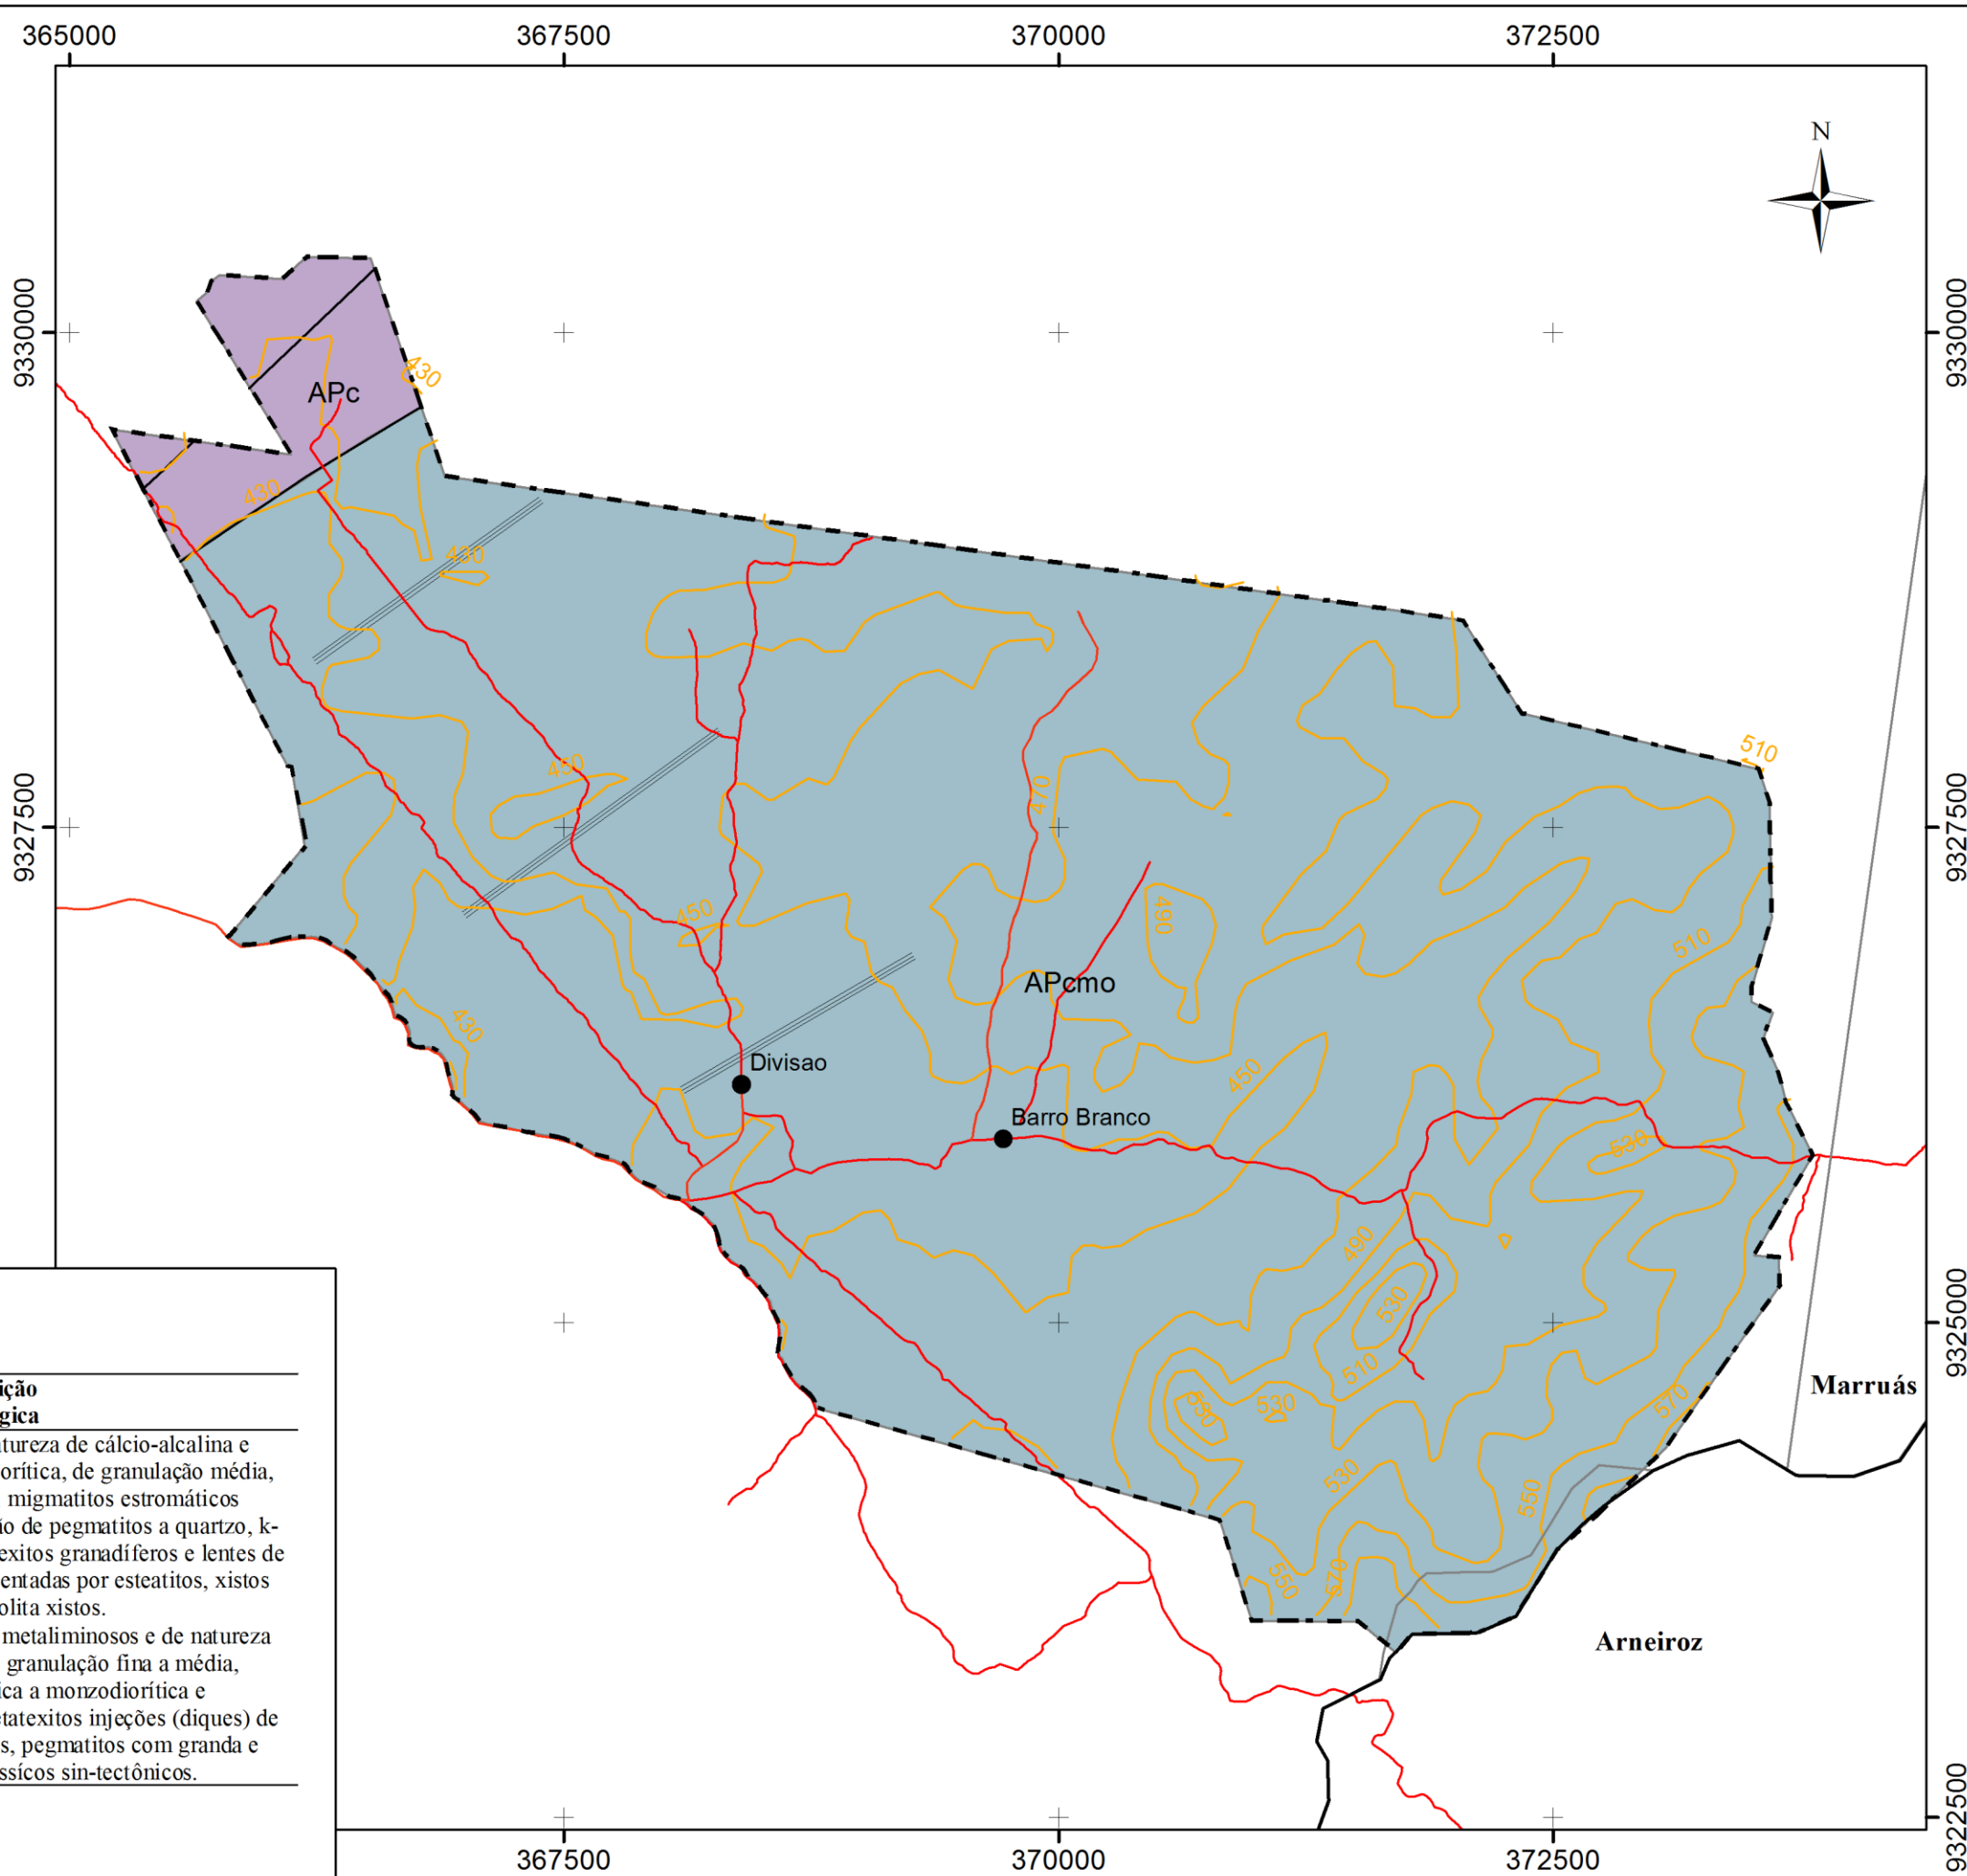 365000 367500 370000 372500
N
9330000 9330000
430
APc
430
430
510
450
470
9327500 9327500
450
490
510
APcmo
430
Divisao
450
Barro Branco
530
490
530
9325000 9325000
510
Marruás
530
530
570
530
550
550
570
Arneiroz
9322500
ição
gica
tureza de cálcio-alcalina e
orítica, de granulação média,
migmatitos estromáticos
ão de pegmatitos a quartzo, k-
exitos granadíferos e lentes de
entadas por esteatitos, xistos
olita xistos.
metaliminosos e de natureza
granulação fina a média,
ica a monzodiorítica e
etatexitos injeções (diques) de
s, pegmatitos com granda e
ssícos sin-tectônicos.
367500 370000 372500